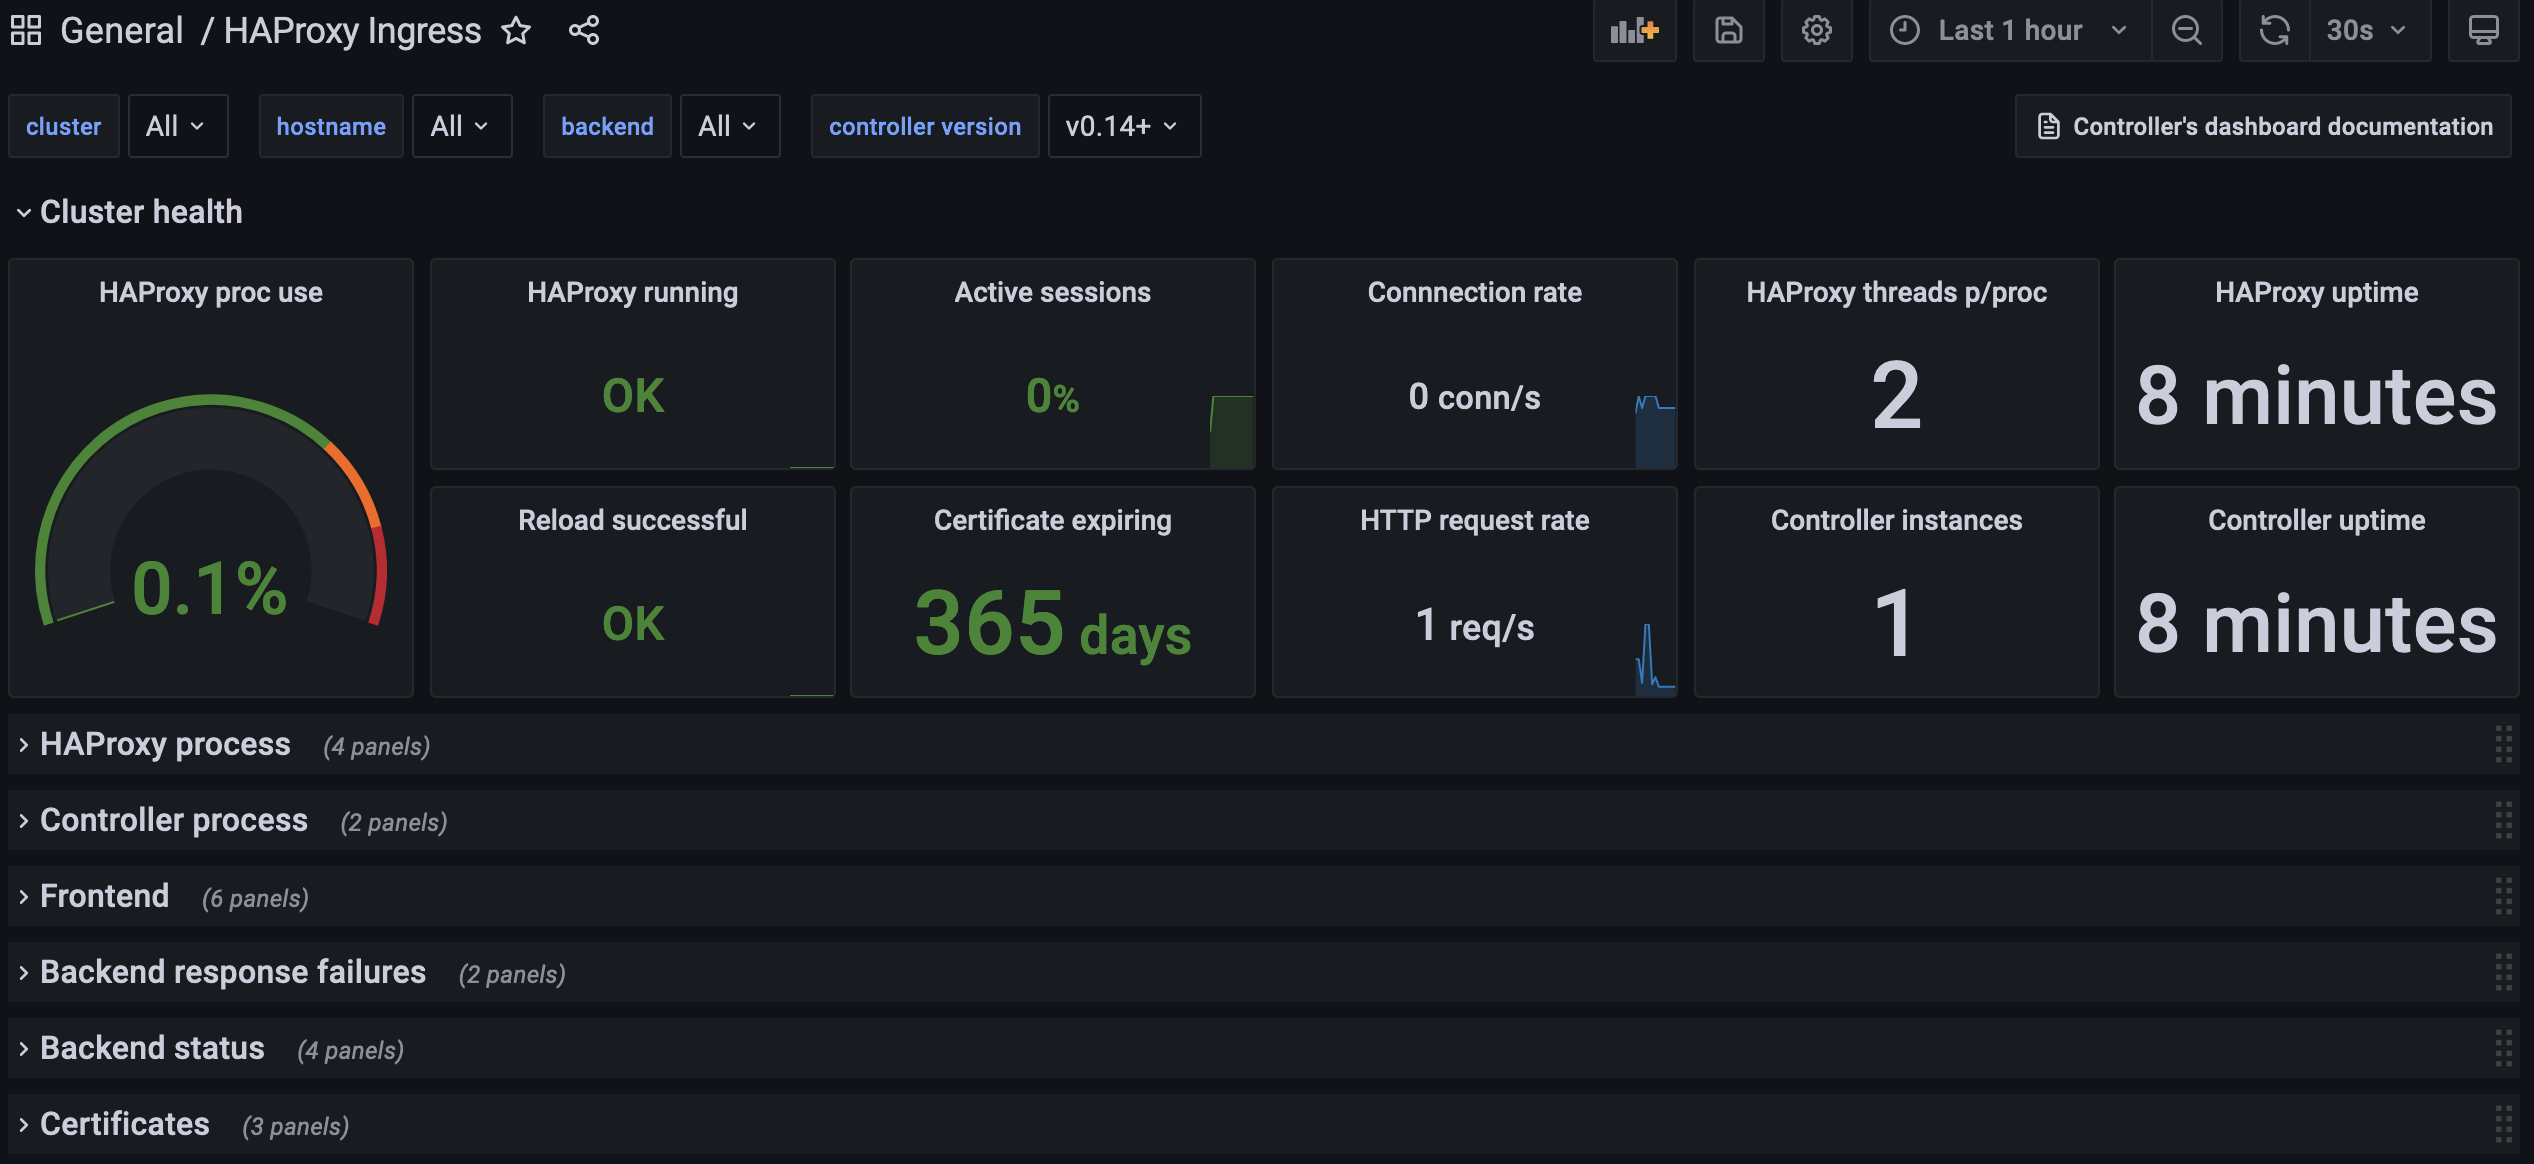 General / HAProxy Ingress
Last 1 hour
30s
cluster All hostname All backend All controller version v0.14+
Controller's dashboard documentation
Cluster health
HAProxy proc use
0.1%
HAProxy running
OK
Active sessions
0%
Connnection rate
0 conn/s
HAProxy threads p/proc
2
HAProxy uptime
8 minutes
Reload successful
OK
Certificate expiring
365 days
HTTP request rate
1 req/s
Controller instances
1
Controller uptime
8 minutes
HAProxy process (4 panels)
Controller process (2 panels)
Frontend (6 panels)
Backend response failures (2 panels)
Backend status (4 panels)
Certificates (3 panels)